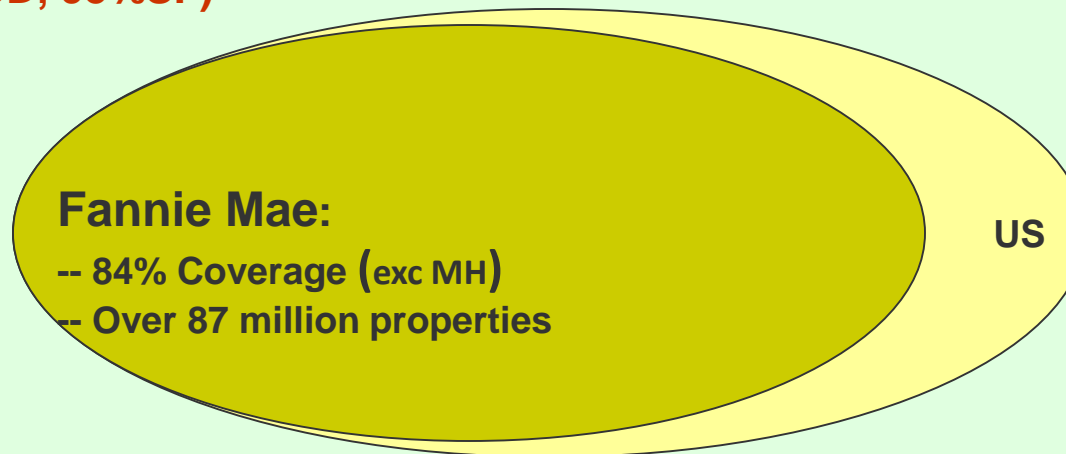 Fannie Mae:
-- 84% Coverage (exc MH)
-- Over 87 million properties
US